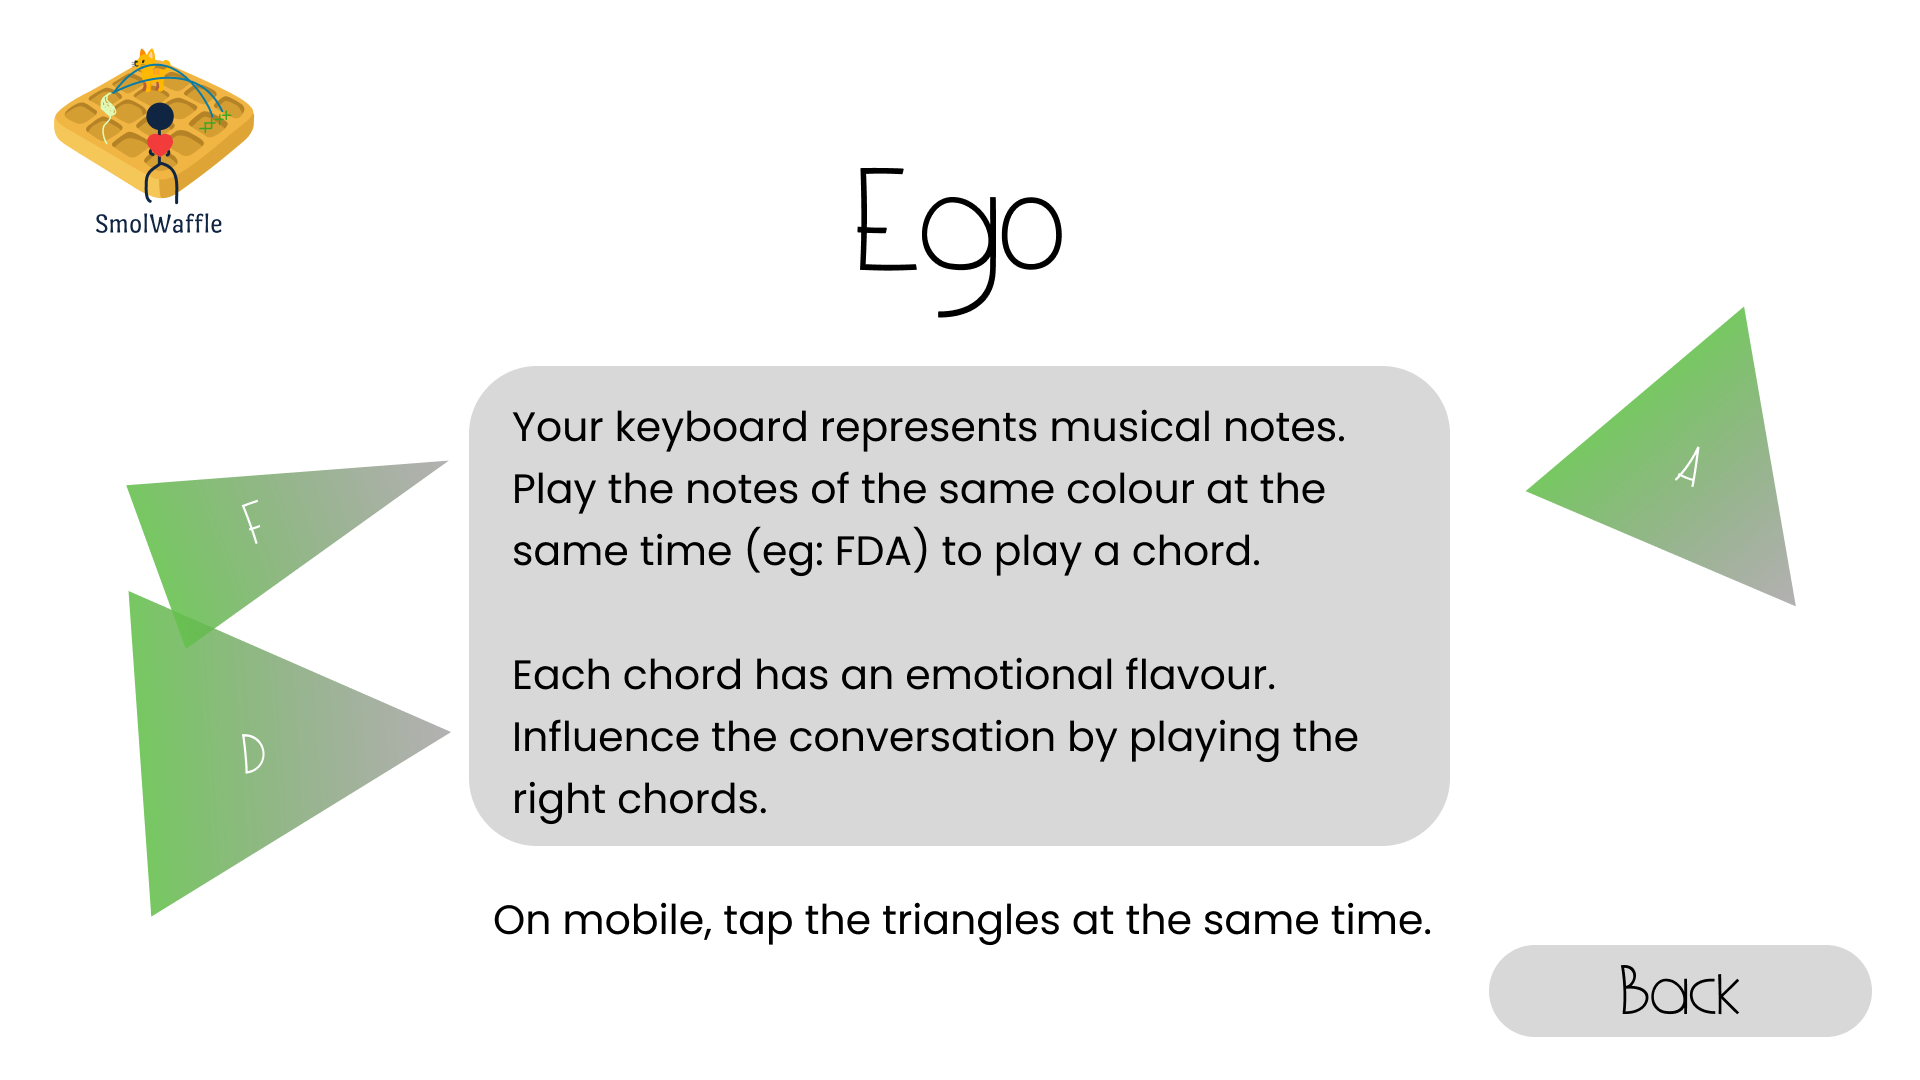 SmolWaffle
Ego
Your keyboard represents musical notes.
Play the notes of the same colour at the
same time (eg: FDA) to play a chord.
Each chord has an emotional flavour.
Influence the conversation by playing the
right chords.
F
D
A
On mobile, tap the triangles at the same time.
Back